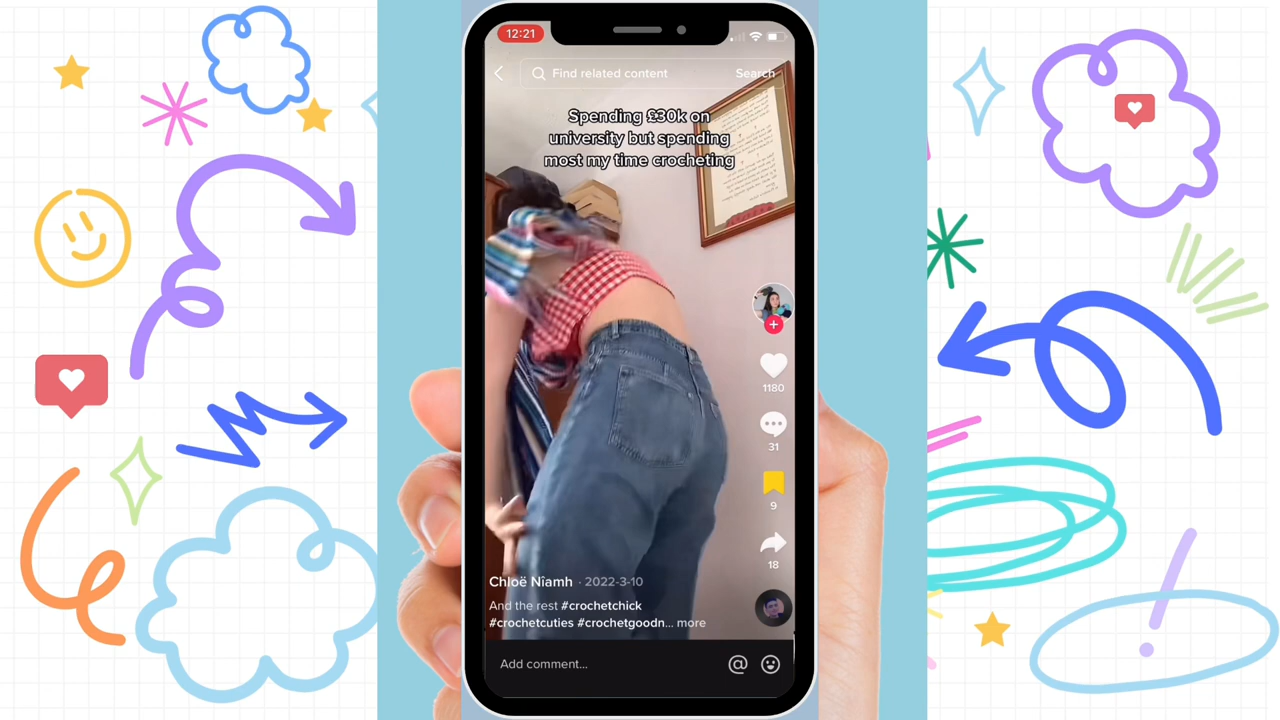 12:21
Find related content
Search
Spending £30k on
university but spending
most my time crocheting
1180
31
9
18
Chloë Nîamh · 2022-3-10
And the rest #crochetchick
#crochetcuties #crochetgoodn... more
Add comment...